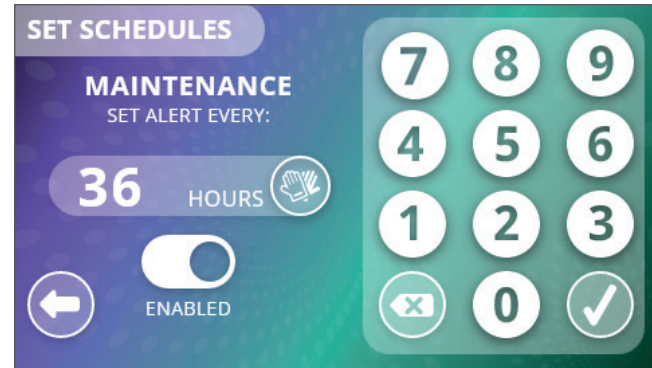 SET SCHEDULES
MAINTENANCE
SET ALERT EVERY:
36 HOURS
ENABLED
7 8 9
4 5 6
1 2 3
0